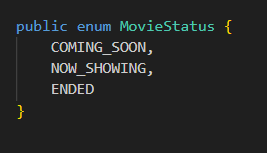 public enum MovieStatus {
    COMING_SOON,
    NOW_SHOWING,
    ENDED
}